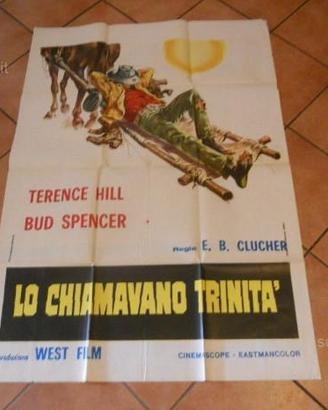 TERENCE HILL
BUD SPENCER
Regia E. B. CLUCHER
LO CHIAMAVANO TRINITA'
WEST FILM
CINEMASCOPE - EASTMANCOLOR